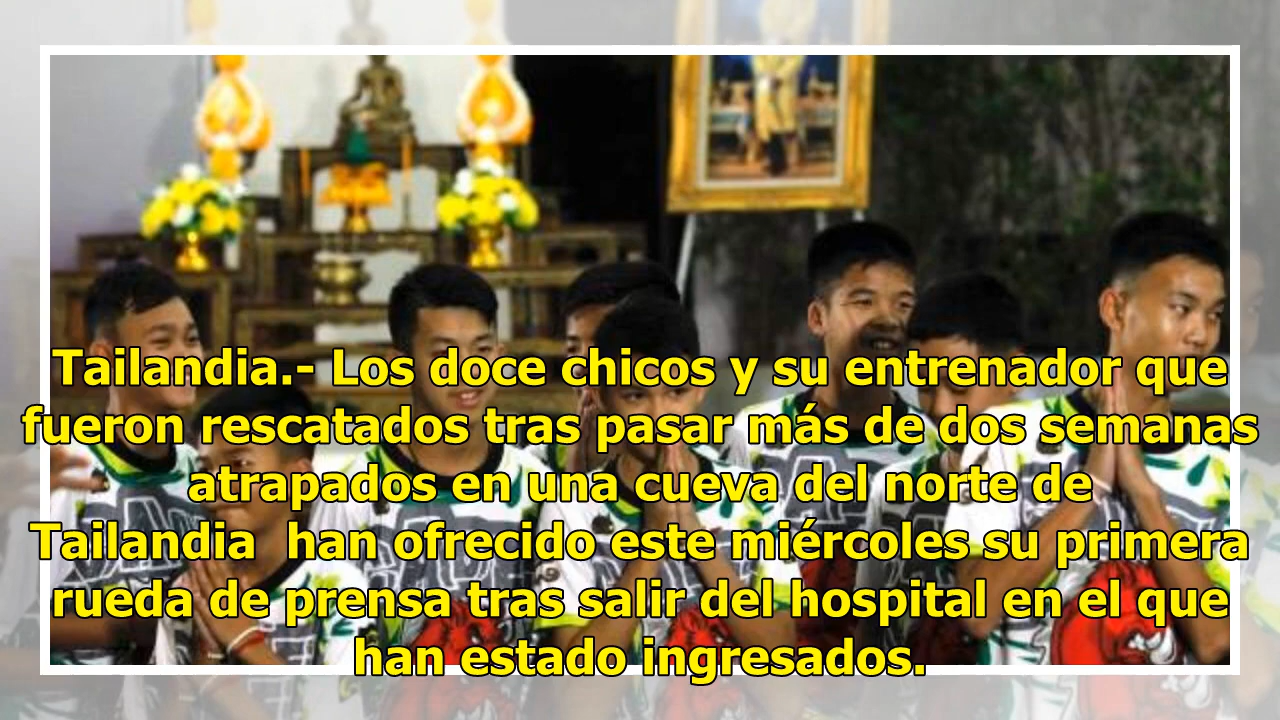 Tailandia.- Los doce chicos y su entrenador que
fueron rescatados tras pasar más de dos semanas
atrapados en una cueva del norte de
Tailandia  han ofrecido este miércoles su primera
rueda de prensa tras salir del hospital en el que
han estado ingresados.